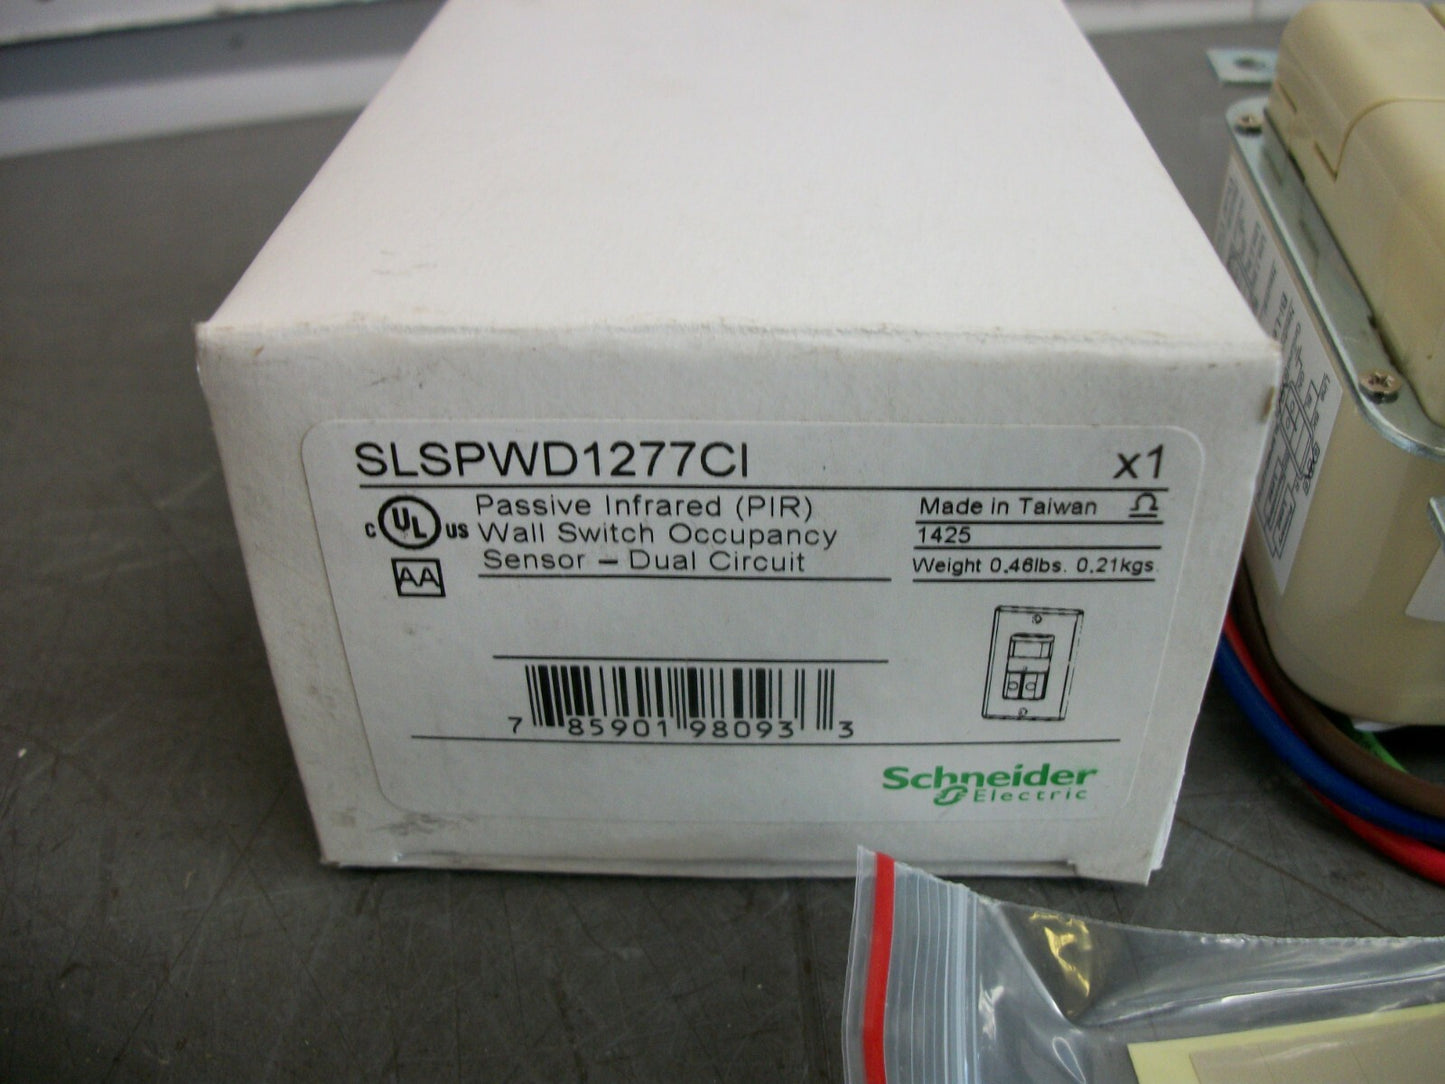 SLSPWD1277CI x1
C UL US Passive Infrared (PIR)
Wall Switch Occupancy
Sensor – Dual Circuit
AA
Made in Taiwan
1425
Weight 0.46lbs. 0.21kgs.
7 85901 98093 3
Schneider
Electric